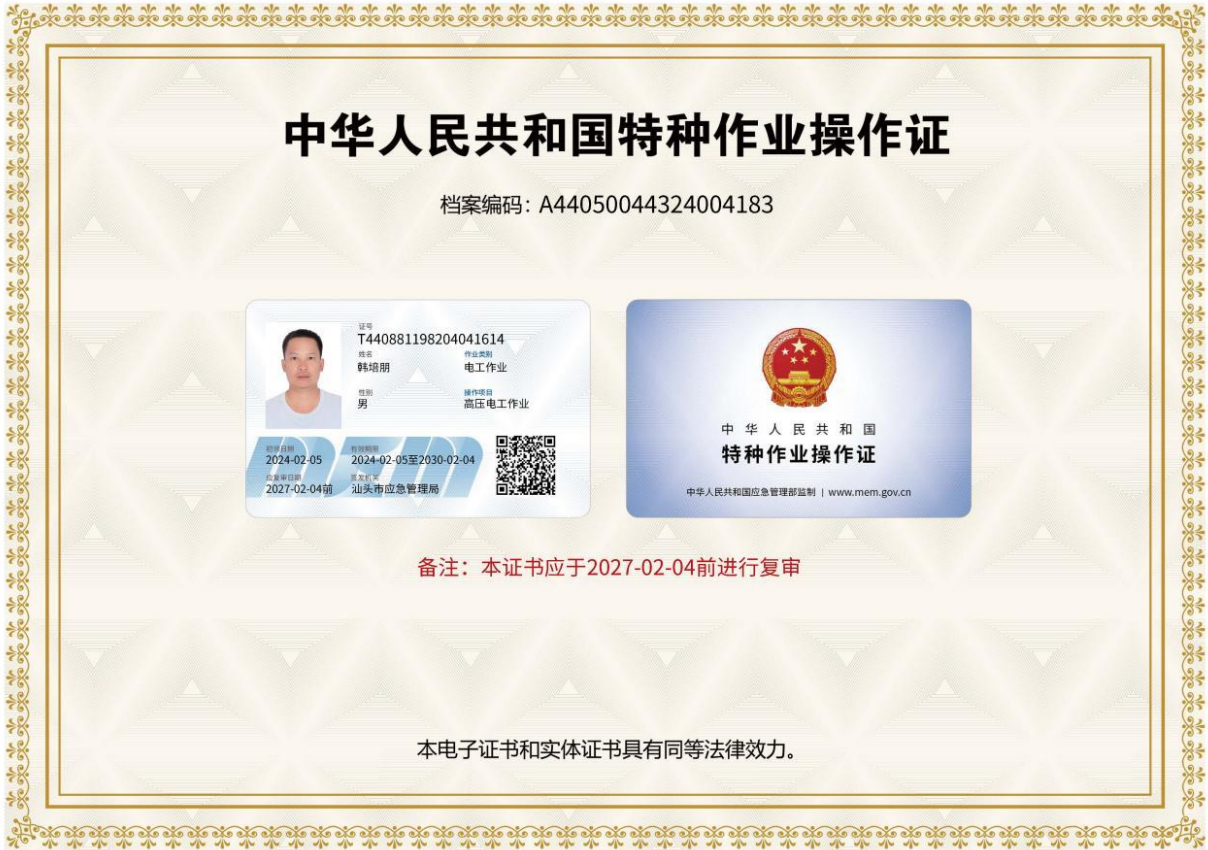 中华人民共和国特种作业操作证
档案编码：A44050044324004183
证号
T440881198204041614
姓名 作业类别
韩培朋 电工作业
性别 操作项目
男 高压电工作业
初领日期 有效期限
2024-02-05 2024-02-05至2030-02-04
应复审日期 签发机关
2027-02-04前 汕头市应急管理局
中华人民共和国
特种作业操作证
中华人民共和国应急管理部监制 | www.mem.gov.cn
备注：本证书应于2027-02-04前进行复审
本电子证书和实体证书具有同等法律效力。